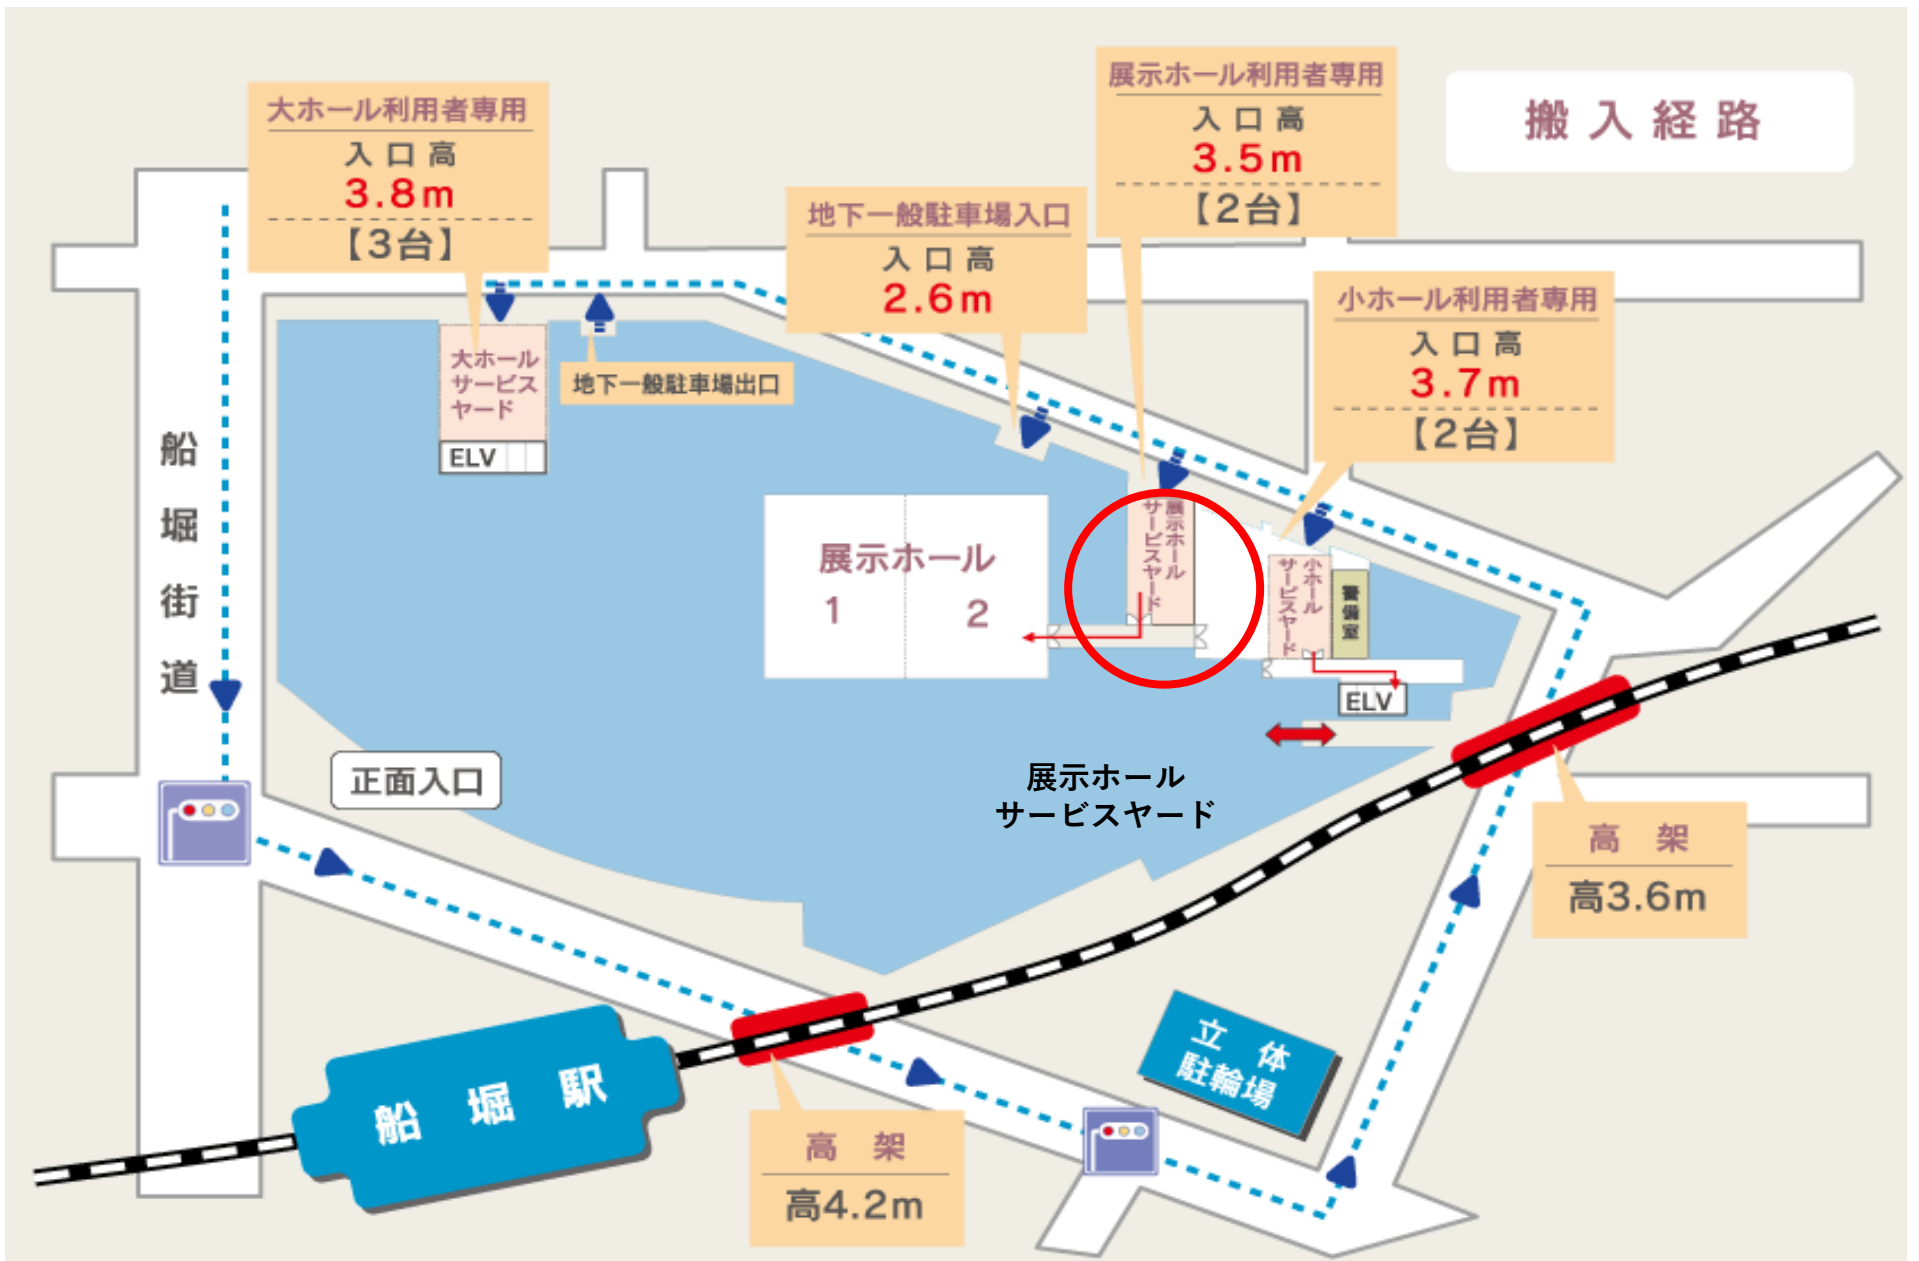 搬入経路
大ホール利用者専用
入口高
3.8m
【3台】
地下一般駐車場入口
入口高
2.6m
展示ホール利用者専用
入口高
3.5m
【2台】
小ホール利用者専用
入口高
3.7m
【2台】
大ホール
サービス
ヤード
ELV
地下一般駐車場出口
船堀街道
展示ホール
1
2
展示ホール
サービスヤード
小ホール
サービスヤード
警備室
ELV
正面入口
展示ホール
サービスヤード
高架
高3.6m
立体
駐輪場
船堀駅
高架
高4.2m